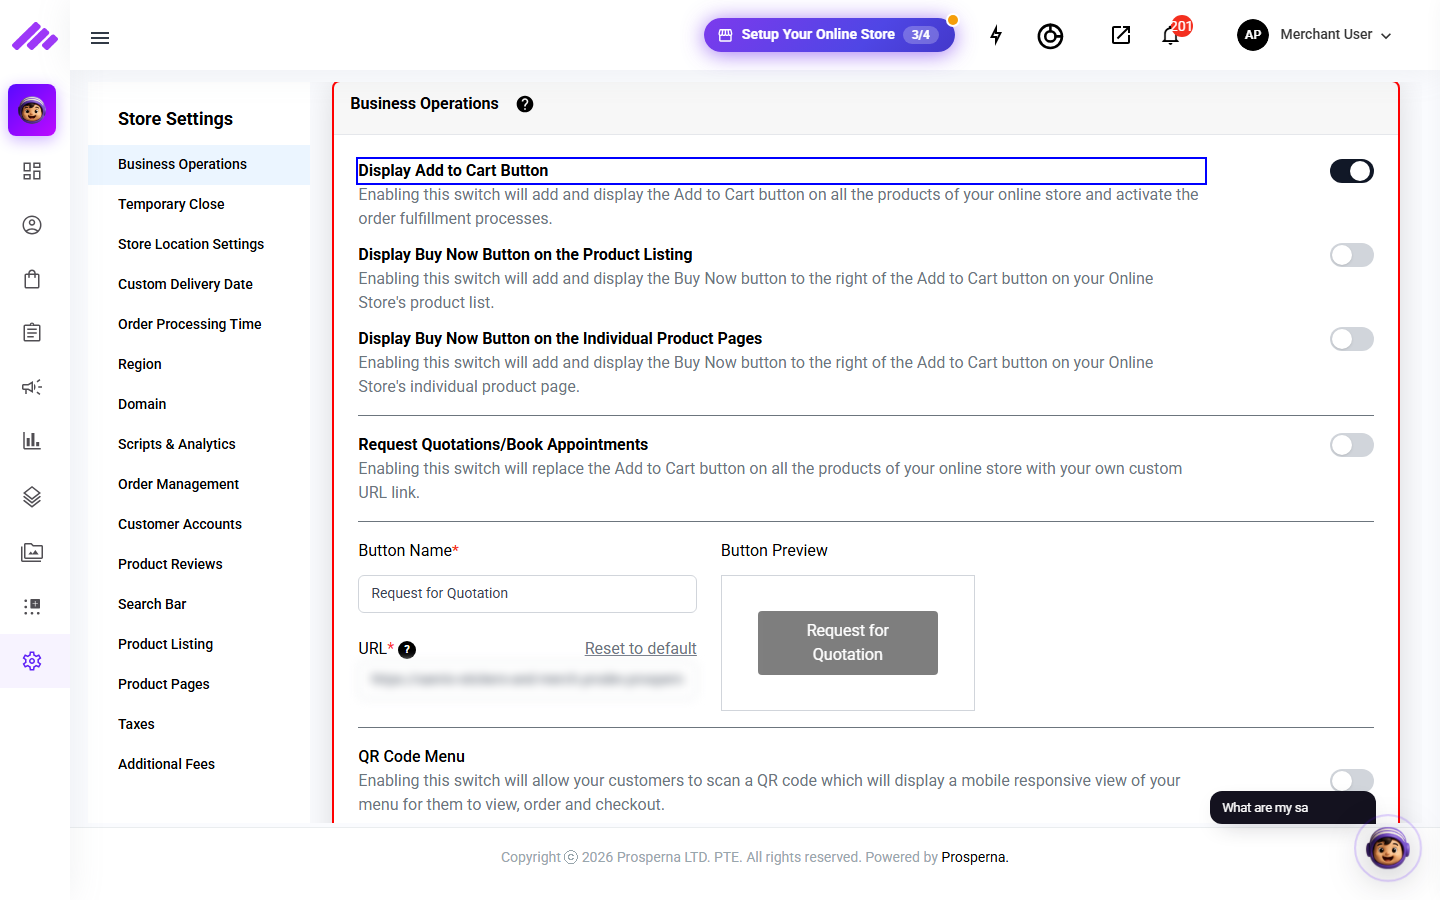 Setup Your Online Store 3/4
201
AP
Merchant User
Store Settings
Business Operations
Temporary Close
Store Location Settings
Custom Delivery Date
Order Processing Time
Region
Domain
Scripts & Analytics
Order Management
Customer Accounts
Product Reviews
Search Bar
Product Listing
Product Pages
Taxes
Additional Fees
Business Operations
?
Display Add to Cart Button
Enabling this switch will add and display the Add to Cart button on all the products of your online store and activate the
order fulfillment processes.
Display Buy Now Button on the Product Listing
Enabling this switch will add and display the Buy Now button to the right of the Add to Cart button on your Online
Store's product list.
Display Buy Now Button on the Individual Product Pages
Enabling this switch will add and display the Buy Now button to the right of the Add to Cart button on your Online
Store's individual product page.
Request Quotations/Book Appointments
Enabling this switch will replace the Add to Cart button on all the products of your online store with your own custom
URL link.
Button Name*
Request for Quotation
URL* ?
Reset to default
Button Preview
Request for
Quotation
QR Code Menu
Enabling this switch will allow your customers to scan a QR code which will display a mobile responsive view of your
menu for them to view, order and checkout.
What are my sa
Copyright © 2026 Prosperna LTD. PTE. All rights reserved. Powered by Prosperna.